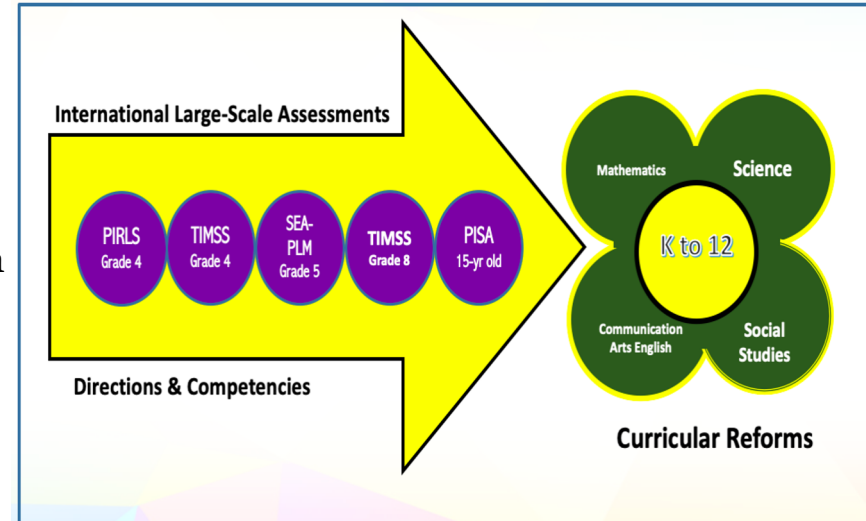 International Large-Scale Assessments
PIRLS
Grade 4
TIMSS
Grade 4
SEA-
PLM
Grade 5
TIMSS
Grade 8
PISA
15-yr old
Directions & Competencies
Mathematics
Science
K to 12
Communication
Arts English
Social
Studies
Curricular Reforms